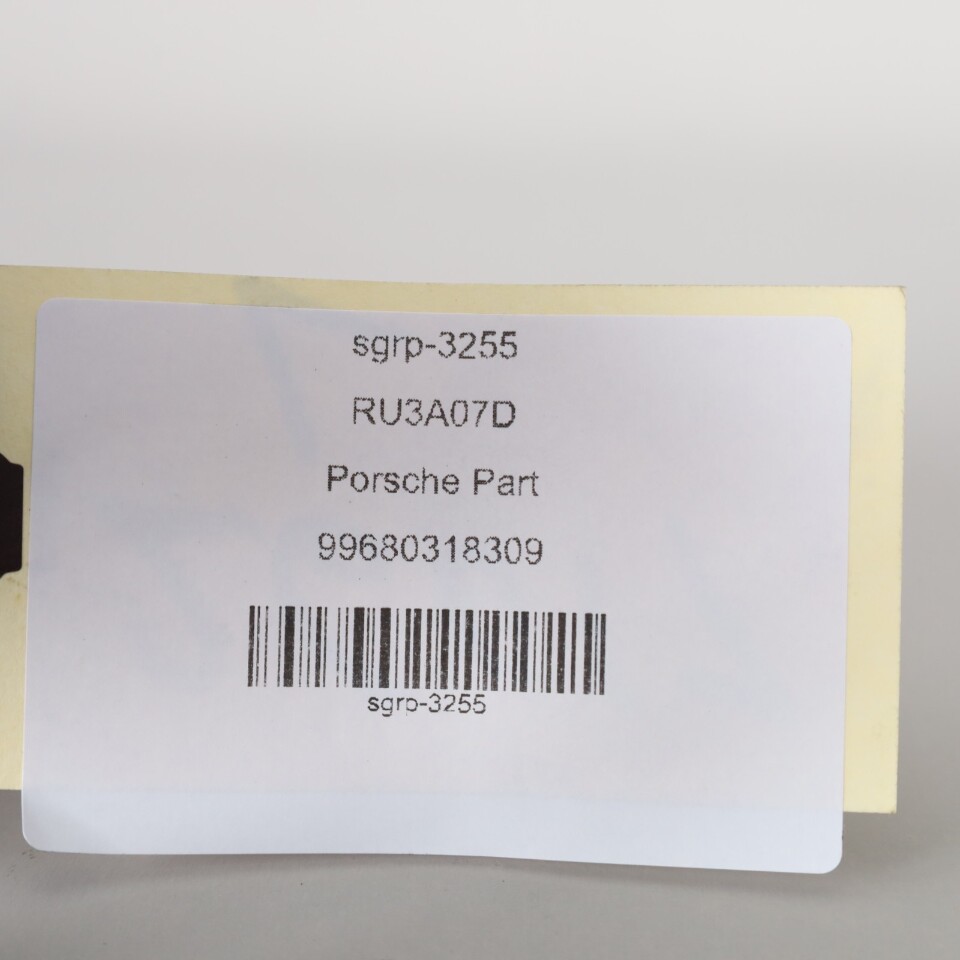 sgrp-3255
RU3A07D
Porsche Part
99680318309
sgrp-3255